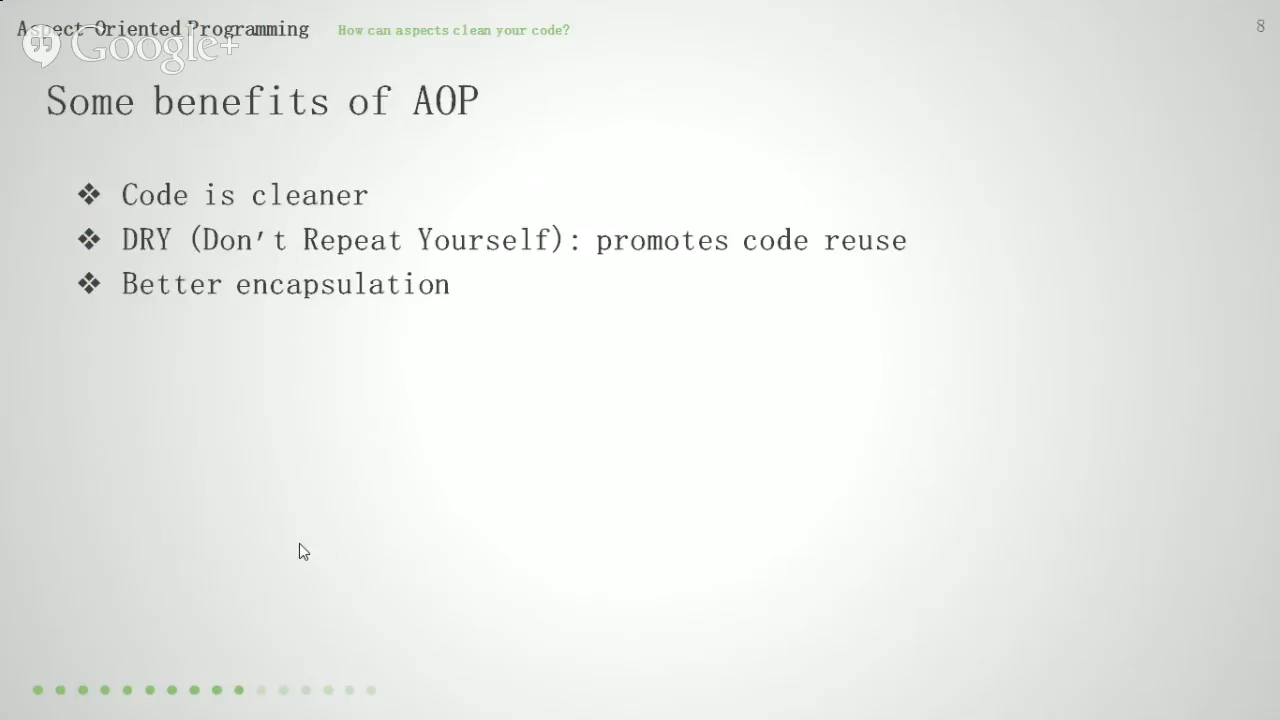 Aspect Oriented Programming How can aspects clean your code? 8
Google+
Some benefits of AOP
❖ Code is cleaner
❖ DRY (Don't Repeat Yourself): promotes code reuse
❖ Better encapsulation